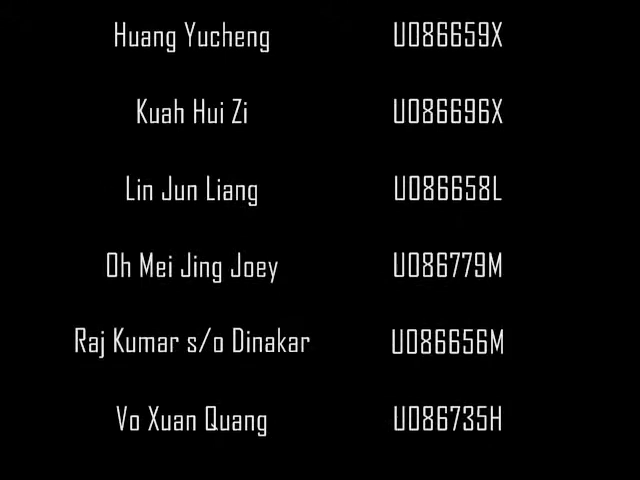 Huang Yucheng U086659X
Kuah Hui Zi U086696X
Lin Jun Liang U086658L
Oh Mei Jing Joey U086779M
Raj Kumar s/o Dinakar U086656M
Vo Xuan Quang U086735H